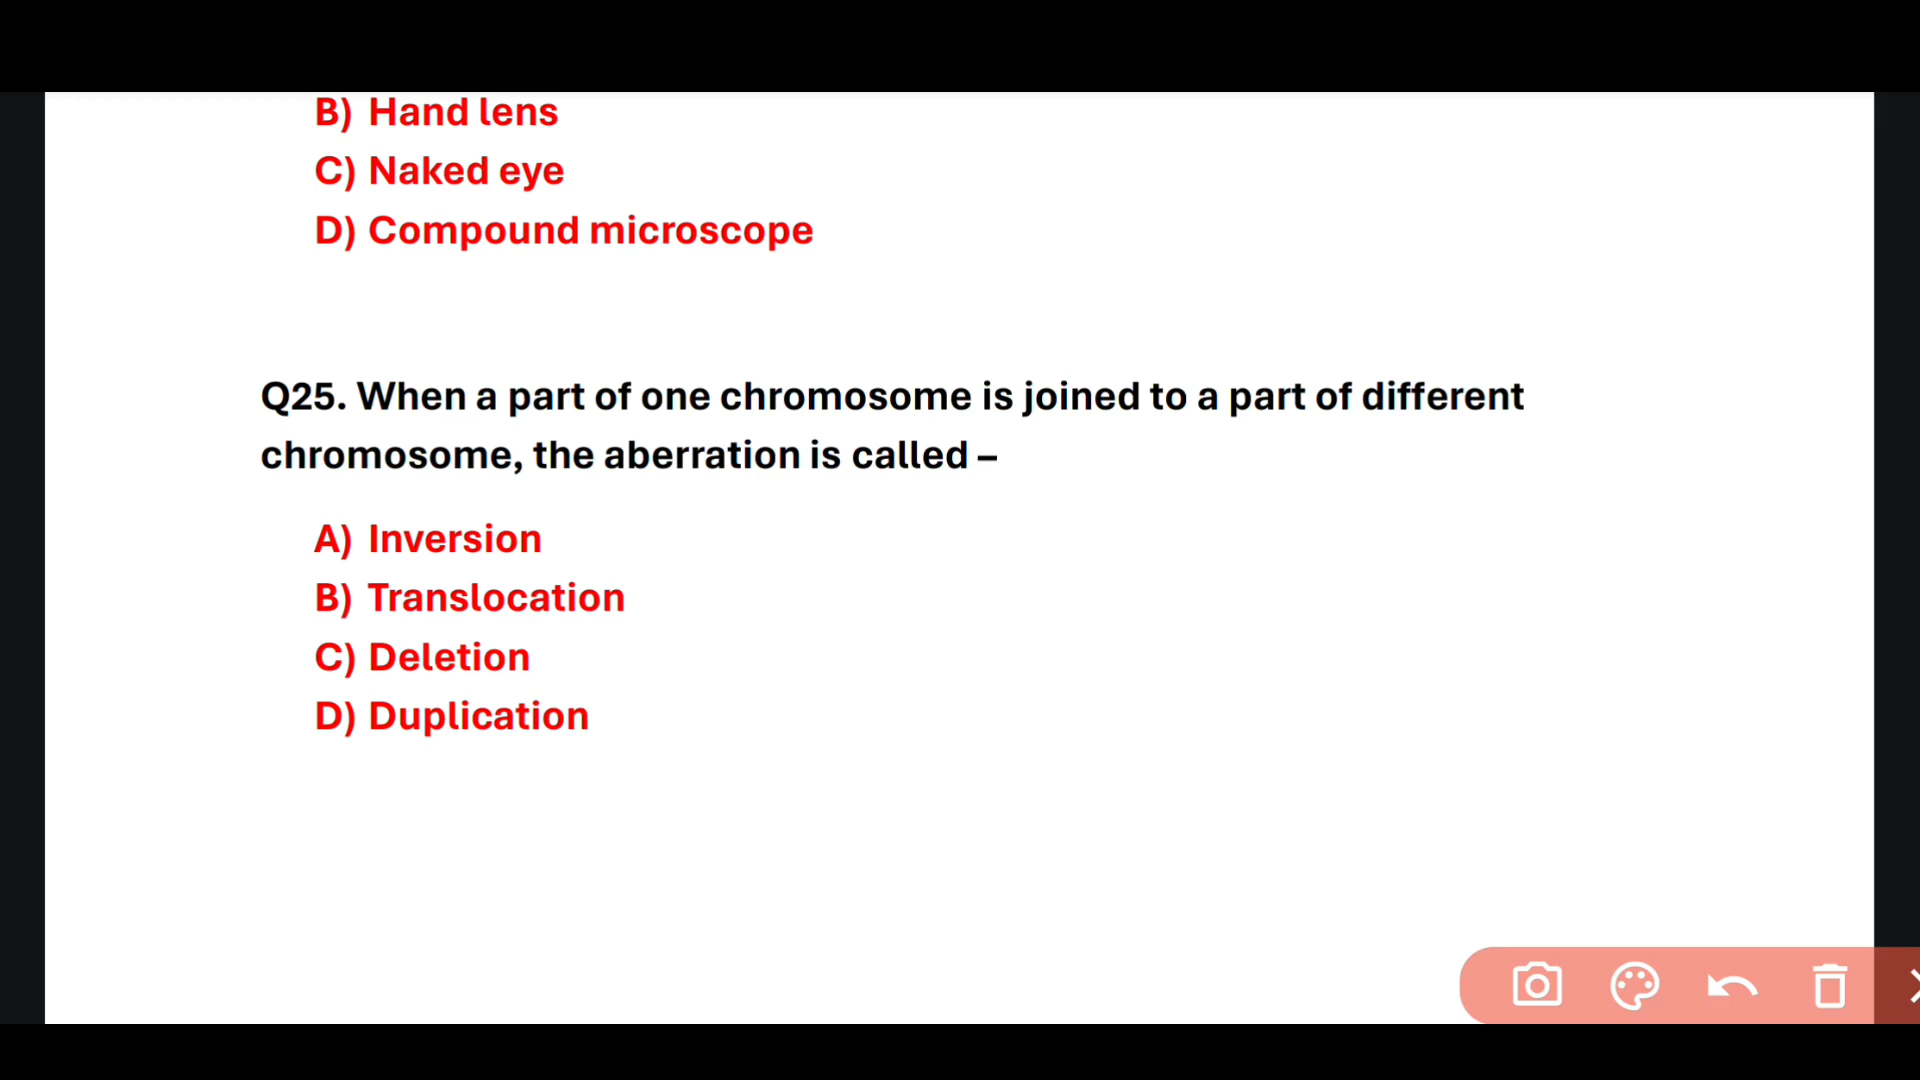 B) Hand lens
C) Naked eye
D) Compound microscope
Q25. When a part of one chromosome is joined to a part of different
chromosome, the aberration is called –
A) Inversion
B) Translocation
C) Deletion
D) Duplication